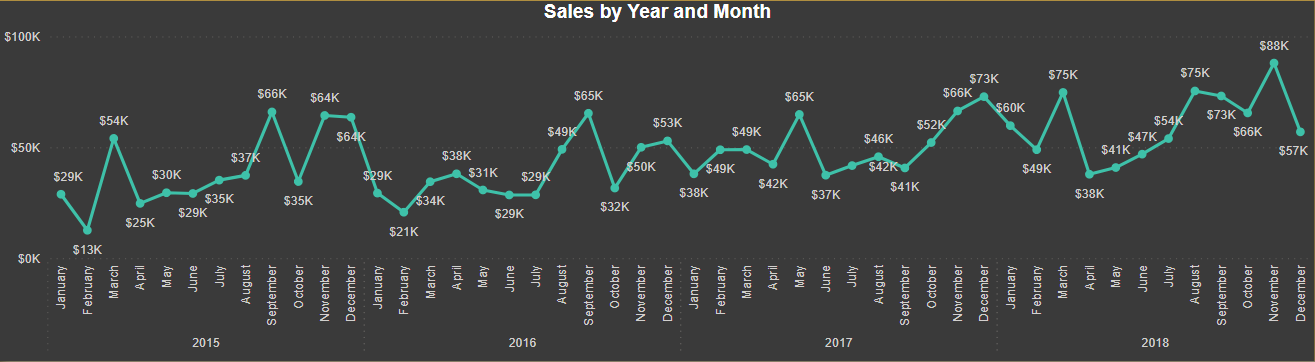 Sales by Year and Month
$100K
$50K
$0K
$29K $13K $54K $25K $30K $29K $35K $37K $66K $35K $64K $64K
$29K $21K $34K $38K $31K $29K $29K $49K $65K $32K $50K $53K
$38K $49K $49K $42K $65K $37K $42K $46K $41K $52K $66K $73K
$60K $49K $75K $38K $41K $47K $54K $75K $73K $66K $88K $57K
January February March April May June July August September October November December January February March April May June July August September October November December January February March April May June July August September October November December January February March April May June July August September October November December
2015 2016 2017 2018